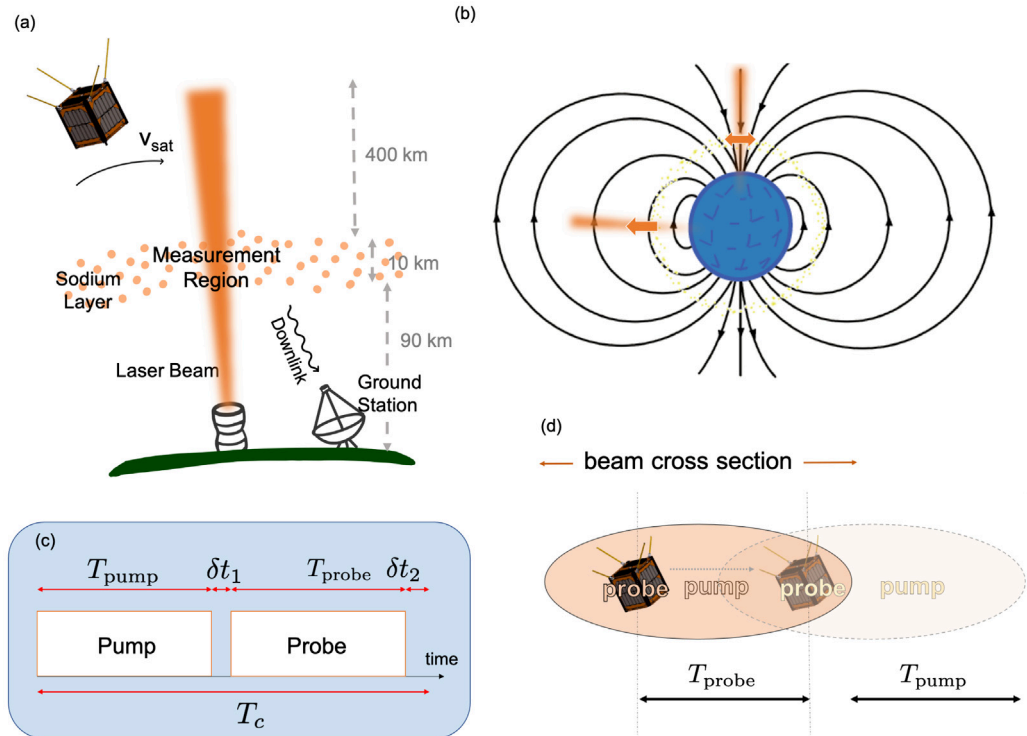 (a)
v_sat
400 km
Measurement
Region
10 km
Sodium
Layer
90 km
Downlink
Laser Beam
Ground
Station
(b)
(c)
T_pump δt_1 T_probe δt_2
Pump
Probe
time
T_c
(d)
beam cross section
probe pump probe pump
T_probe
T_pump